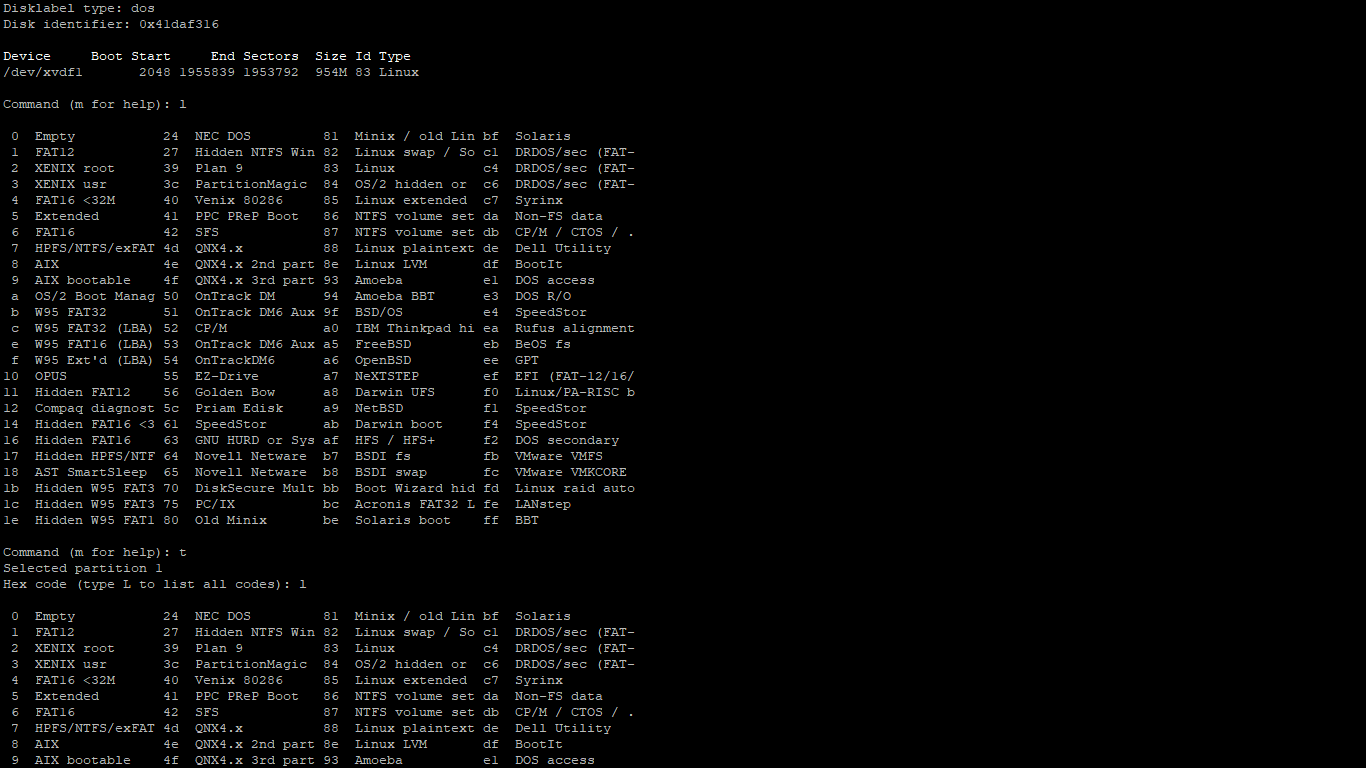 Disklabel type: dos
Disk identifier: 0x41daf316

Device     Boot Start     End Sectors  Size Id Type
/dev/xvdf1       2048 1955839 1953792  954M 83 Linux

Command (m for help): l

 0  Empty           24  NEC DOS         81  Minix / old Lin bf  Solaris
 1  FAT12           27  Hidden NTFS Win 82  Linux swap / So c1  DRDOS/sec (FAT-
 2  XENIX root      39  Plan 9          83  Linux           c4  DRDOS/sec (FAT-
 3  XENIX usr       3c  PartitionMagic  84  OS/2 hidden or  c6  DRDOS/sec (FAT-
 4  FAT16 <32M      40  Venix 80286     85  Linux extended  c7  Syrinx
 5  Extended        41  PPC PReP Boot   86  NTFS volume set da  Non-FS data
 6  FAT16           42  SFS             87  NTFS volume set db  CP/M / CTOS / .
 7  HPFS/NTFS/exFAT 4d  QNX4.x          88  Linux plaintext de  Dell Utility
 8  AIX             4e  QNX4.x 2nd part 8e  Linux LVM       df  BootIt
 9  AIX bootable    4f  QNX4.x 3rd part 93  Amoeba          e1  DOS access
 a  OS/2 Boot Manag 50  OnTrack DM      94  Amoeba BBT      e3  DOS R/O
 b  W95 FAT32       51  OnTrack DM6 Aux 9f  BSD/OS          e4  SpeedStor
 c  W95 FAT32 (LBA) 52  CP/M            a0  IBM Thinkpad hi ea  Rufus alignment
 e  W95 FAT16 (LBA) 53  OnTrack DM6 Aux a5  FreeBSD         eb  BeOS fs
 f  W95 Ext'd (LBA) 54  OnTrackDM6      a6  OpenBSD         ee  GPT
10  OPUS            55  EZ-Drive        a7  NeXTSTEP        ef  EFI (FAT-12/16/
11  Hidden FAT12    56  Golden Bow      a8  Darwin UFS      f0  Linux/PA-RISC b
12  Compaq diagnost 5c  Priam Edisk     a9  NetBSD          f1  SpeedStor
14  Hidden FAT16 <3 61  SpeedStor       ab  Darwin boot     f4  SpeedStor
16  Hidden FAT16    63  GNU HURD or Sys af  HFS / HFS+      f2  DOS secondary
17  Hidden HPFS/NTF 64  Novell Netware  b7  BSDI fs         fb  VMware VMFS
18  AST SmartSleep  65  Novell Netware  b8  BSDI swap       fc  VMware VMKCORE
1b  Hidden W95 FAT3 70  DiskSecure Mult bb  Boot Wizard hid fd  Linux raid auto
1c  Hidden W95 FAT3 75  PC/IX           bc  Acronis FAT32 L fe  LANstep
1e  Hidden W95 FAT1 80  Old Minix       be  Solaris boot    ff  BBT

Command (m for help): t
Selected partition 1
Hex code (type L to list all codes): l

 0  Empty           24  NEC DOS         81  Minix / old Lin bf  Solaris
 1  FAT12           27  Hidden NTFS Win 82  Linux swap / So c1  DRDOS/sec (FAT-
 2  XENIX root      39  Plan 9          83  Linux           c4  DRDOS/sec (FAT-
 3  XENIX usr       3c  PartitionMagic  84  OS/2 hidden or  c6  DRDOS/sec (FAT-
 4  FAT16 <32M      40  Venix 80286     85  Linux extended  c7  Syrinx
 5  Extended        41  PPC PReP Boot   86  NTFS volume set da  Non-FS data
 6  FAT16           42  SFS             87  NTFS volume set db  CP/M / CTOS / .
 7  HPFS/NTFS/exFAT 4d  QNX4.x          88  Linux plaintext de  Dell Utility
 8  AIX             4e  QNX4.x 2nd part 8e  Linux LVM       df  BootIt
 9  AIX bootable    4f  QNX4.x 3rd part 93  Amoeba          e1  DOS access